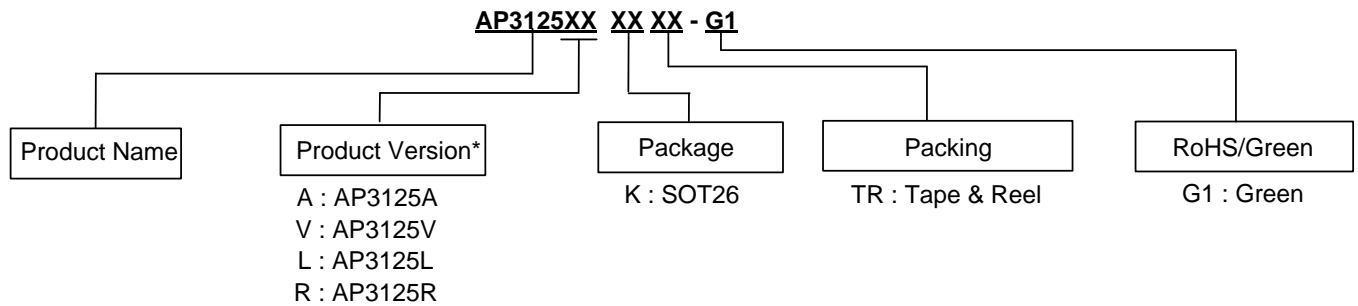 AP3125XX XX XX - G1
Product Name
Product Version*
A : AP3125A
V : AP3125V
L : AP3125L
R : AP3125R
Package
K : SOT26
Packing
TR : Tape & Reel
RoHS/Green
G1 : Green